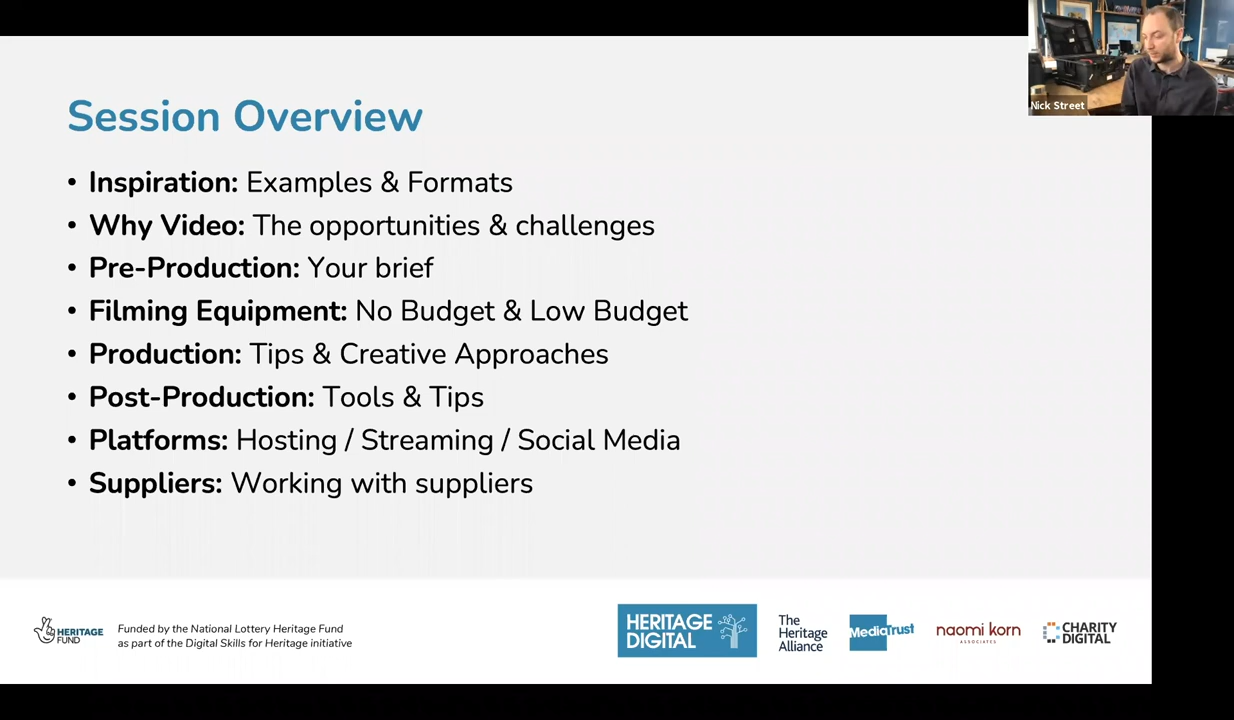 Nick Street
Session Overview
• Inspiration: Examples & Formats
• Why Video: The opportunities & challenges
• Pre-Production: Your brief
• Filming Equipment: No Budget & Low Budget
• Production: Tips & Creative Approaches
• Post-Production: Tools & Tips
• Platforms: Hosting / Streaming / Social Media
• Suppliers: Working with suppliers
HERITAGE
FUND
Funded by the National Lottery Heritage Fund
as part of the Digital Skills for Heritage initiative
HERITAGE
DIGITAL
The
Heritage
Alliance
MediaTrust
naomi korn
ASSOCIATES
CHARITY
DIGITAL